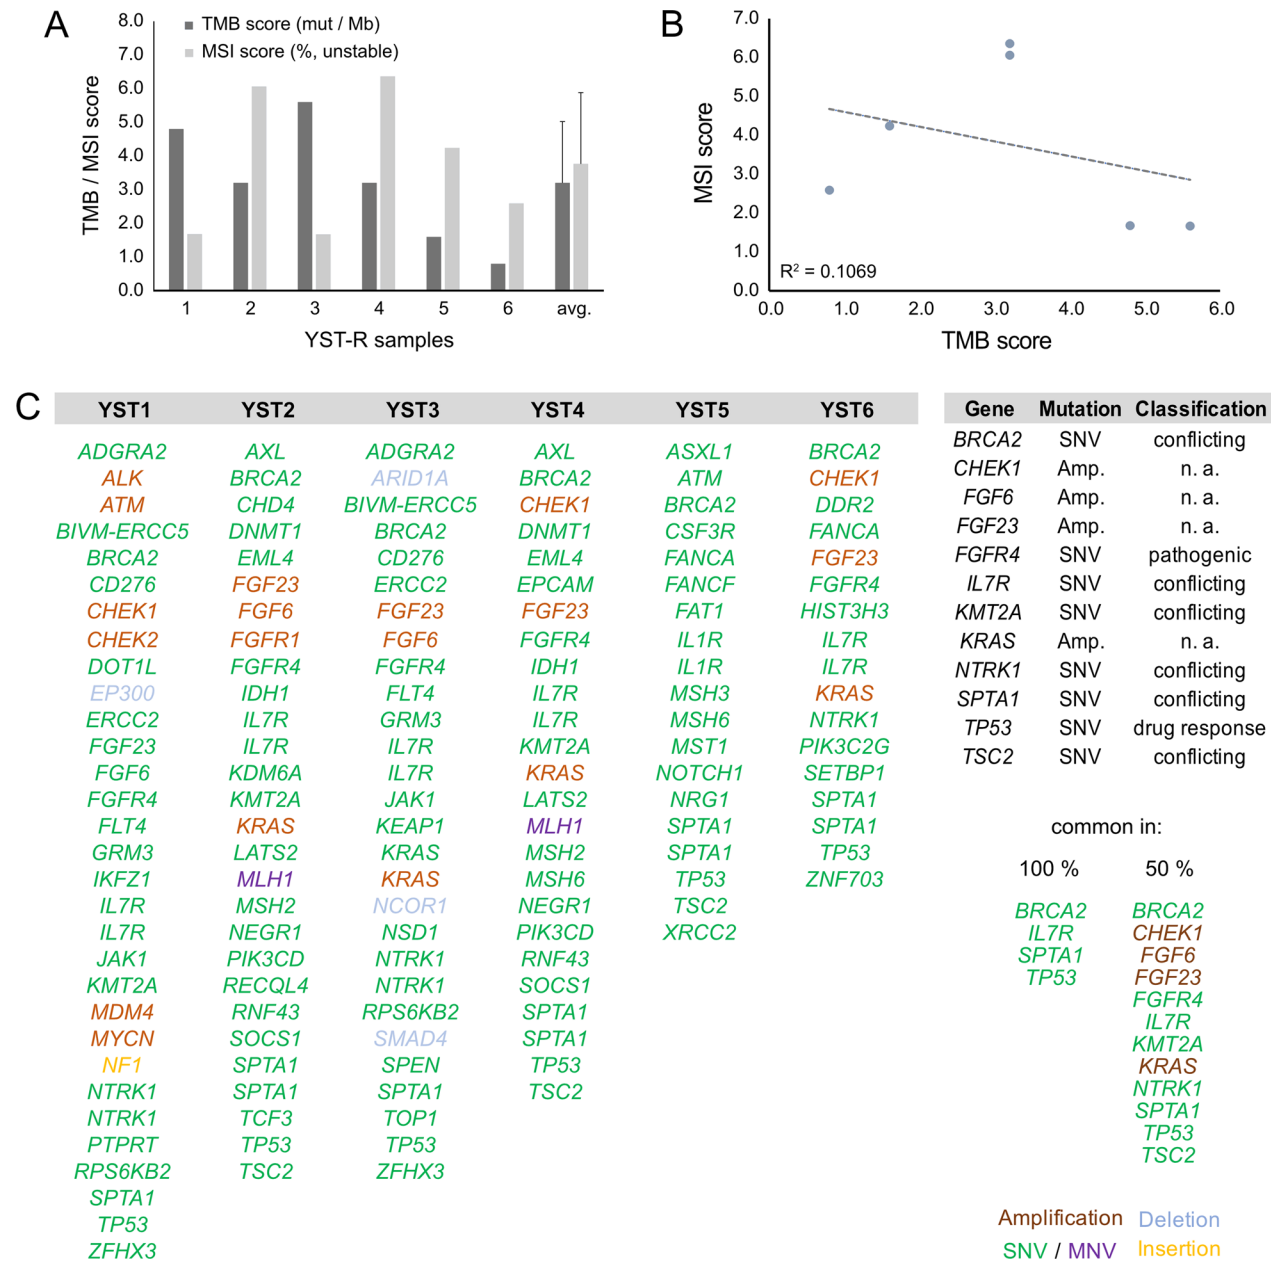 A
8.0
7.0
6.0
5.0
4.0
3.0
2.0
1.0
0.0
TMB / MSI score
TMB score (mut / Mb)
MSI score (%, unstable)
1 2 3 4 5 6 avg.
YST-R samples
B
7.0
6.0
5.0
4.0
3.0
2.0
1.0
0.0
MSI score
R² = 0.1069
0.0 1.0 2.0 3.0 4.0 5.0 6.0
TMB score
C
YST1 YST2 YST3 YST4 YST5 YST6
ADGRA2 AXL ADGRA2 AXL ASXL1 BRCA2
ALK BRCA2 ARID1A BRCA2 ATM CHEK1
ATM CHD4 BIVM-ERCC5 CHEK1 BRCA2 DDR2
BIVM-ERCC5 DNMT1 BRCA2 DNMT1 CSF3R FANCA
BRCA2 EML4 CD276 EML4 FANCA FGF23
CD276 FGF23 ERCC2 EPCAM FANCF FGFR4
CHEK1 FGF6 FGF23 FGF23 FAT1 HIST3H3
CHEK2 FGFR1 FGF6 FGFR4 IL1R IL7R
DOT1L FGFR4 FGFR4 IDH1 IL1R IL7R
EP300 IDH1 FLT4 IL7R MSH3 KRAS
ERCC2 IL7R GRM3 IL7R MSH6 NTRK1
FGF23 IL7R IL7R KMT2A MST1 PIK3C2G
FGF6 KDM6A IL7R KRAS NOTCH1 SETBP1
FGFR4 KMT2A JAK1 LATS2 NRG1 SPTA1
FLT4 KRAS KEAP1 MLH1 SPTA1 SPTA1
GRM3 LATS2 KRAS MSH2 SPTA1 TP53
IKFZ1 MLH1 KRAS MSH6 TP53 ZNF703
IL7R MSH2 NCOR1 NEGR1 TSC2
IL7R NEGR1 NSD1 PIK3CD XRCC2
JAK1 PIK3CD NTRK1 RNF43
KMT2A RECQL4 NTRK1 SOCS1
MDM4 RNF43 RPS6KB2 SPTA1
MYCN SOCS1 SMAD4 SPTA1
NF1 SPTA1 SPEN TP53
NTRK1 SPTA1 SPTA1 TSC2
NTRK1 TCF3 TOP1
PTPRT TP53 TP53
RPS6KB2 TSC2 ZFHX3
SPTA1
TP53
ZFHX3
Gene Mutation Classification
BRCA2 SNV conflicting
CHEK1 Amp. n. a.
FGF6 Amp. n. a.
FGF23 Amp. n. a.
FGFR4 SNV pathogenic
IL7R SNV conflicting
KMT2A SNV conflicting
KRAS Amp. n. a.
NTRK1 SNV conflicting
SPTA1 SNV conflicting
TP53 SNV drug response
TSC2 SNV conflicting
common in:
100 % 50 %
BRCA2 BRCA2
IL7R CHEK1
SPTA1 FGF6
TP53 FGF23
FGFR4
IL7R
KMT2A
KRAS
NTRK1
SPTA1
TP53
TSC2
Amplification Deletion
SNV / MNV Insertion